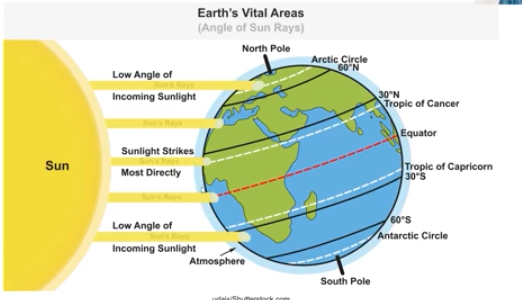 Earth's Vital Areas
(Angle of Sun Rays)
North Pole
Arctic Circle
60°N
Low Angle of
Sun's Rays
Incoming Sunlight
30°N
Tropic of Cancer
Sun's Rays
Equator
Sunlight Strikes
Sun's Rays
Most Directly
Sun
Tropic of Capricorn
30°S
Sun's Rays
60°S
Low Angle of
Sun's Rays
Incoming Sunlight
Antarctic Circle
Atmosphere
South Pole
udaix/Shutterstock.com